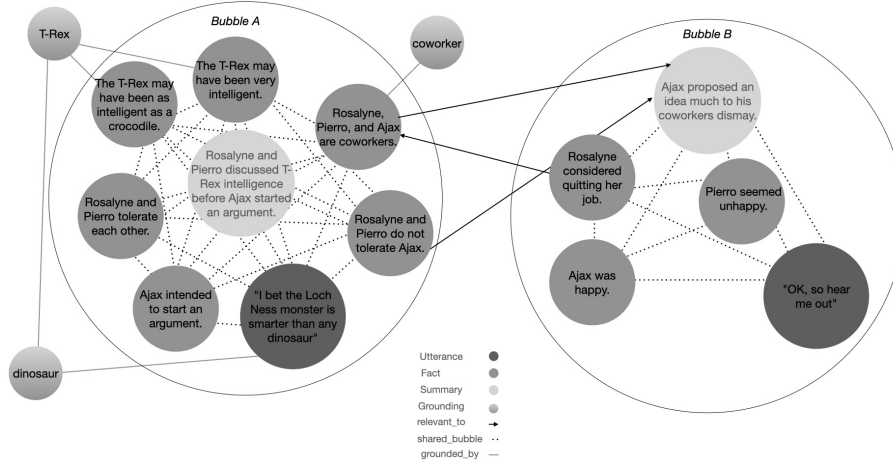 Bubble A
T-Rex
coworker
The T-Rex may
have been very
intelligent.
The T-Rex may
have been as
intelligent as a
crocodile.
Rosalyne,
Pierro, and Ajax
are coworkers.
Rosalyne and
Pierro discussed T-
Rex intelligence
before Ajax started
an argument.
Rosalyne and
Pierro tolerate
each other.
Rosalyne and
Pierro do not
tolerate Ajax.
Ajax intended
to start an
argument.
"I bet the Loch
Ness monster is
smarter than any
dinosaur"
dinosaur
Bubble B
Ajax proposed an
idea much to his
coworkers dismay.
Rosalyne
considered
quitting her
job.
Pierro seemed
unhappy.
Ajax was
happy.
"OK, so hear
me out"
Utterance
Fact
Summary
Grounding
relevant_to
shared_bubble
grounded_by